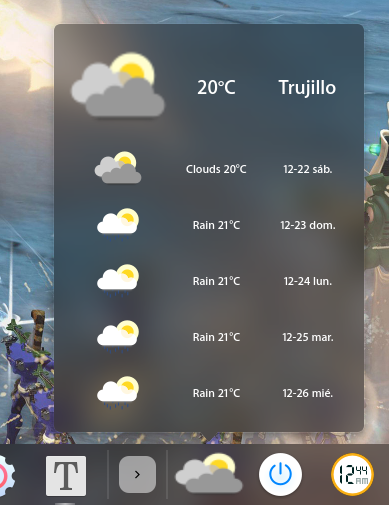 20°C Trujillo
Clouds 20°C 12-22 sáb.
Rain 21°C 12-23 dom.
Rain 21°C 12-24 lun.
Rain 21°C 12-25 mar.
Rain 21°C 12-26 mié.
T
12:44 AM